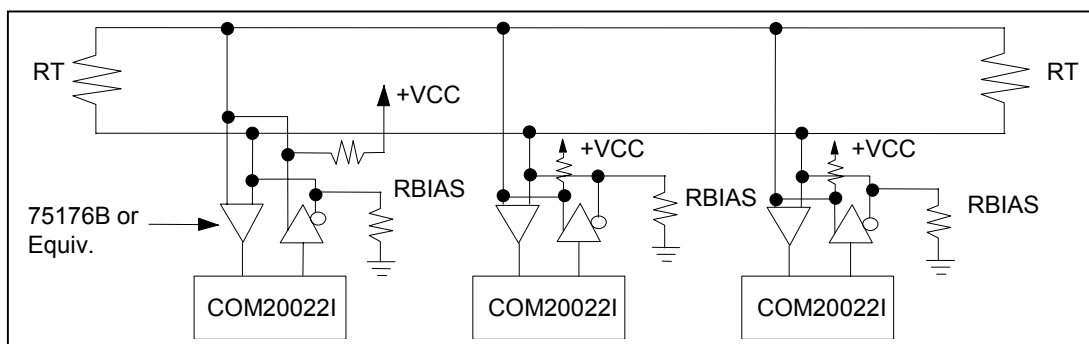 RT
RT
+VCC
+VCC
+VCC
RBIAS
RBIAS
RBIAS
75176B or
Equiv.
COM20022I
COM20022I
COM20022I